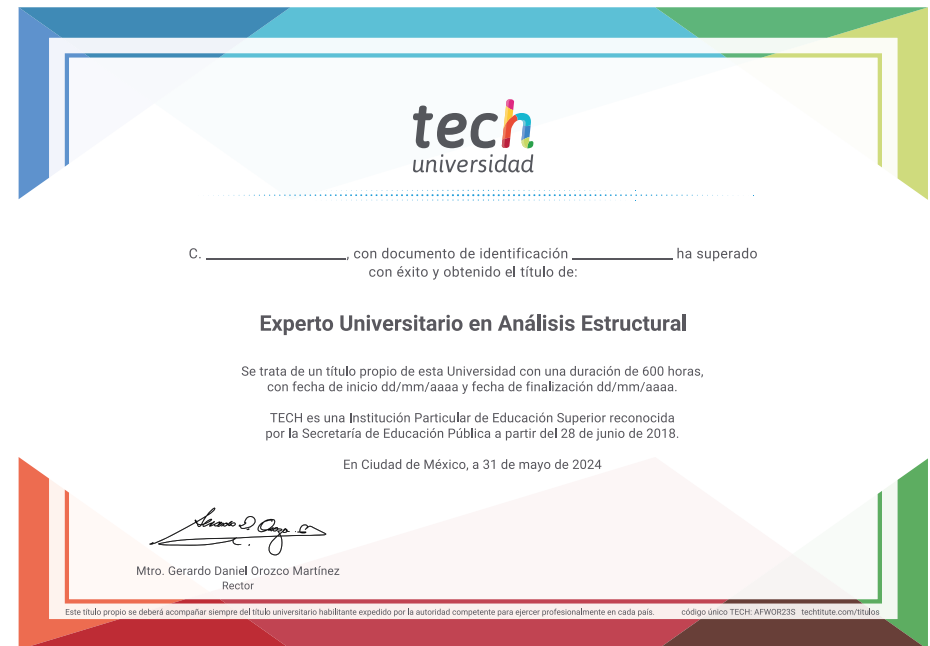 tech
universidad
C. ____________, con documento de identificación ____________ ha superado
con éxito y obtenido el título de:
Experto Universitario en Análisis Estructural
Se trata de un título propio de esta Universidad con una duración de 600 horas,
con fecha de inicio dd/mm/aaaa y fecha de finalización dd/mm/aaaa.
TECH es una Institución Particular de Educación Superior reconocida
por la Secretaría de Educación Pública a partir del 28 de junio de 2018.
En Ciudad de México, a 31 de mayo de 2024
Mtro. Gerardo Daniel Orozco Martínez
Rector
Este título propio se deberá acompañar siempre del título universitario habilitante expedido por la autoridad competente para ejercer profesionalmente en cada país. código único TECH: AFWOR23S techtitute.com/titulos